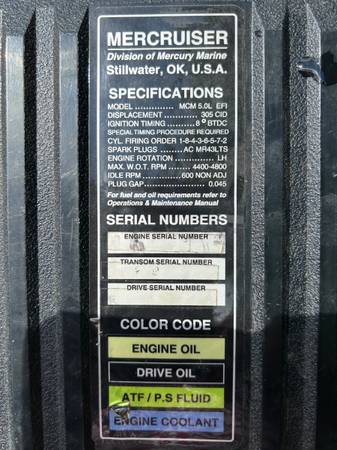 MERCRUISER
Division of Mercury Marine
Stillwater, OK, U.S.A.
SPECIFICATIONS
MODEL .............. MCM 5.0L EFI
DISPLACEMENT .............. 305 CID
IGNITION TIMING ......... 8° BTDC
SPECIAL TIMING PROCEDURE REQUIRED
CYL. FIRING ORDER 1-8-4-3-6-5-7-2
SPARK PLUGS ...... AC MR43LTS
ENGINE ROTATION ................ LH
MAX. W.O.T. RPM ...... 4400-4800
IDLE RPM ............ 600 NON ADJ
PLUG GAP ...................... 0.045
For fuel and oil requirements refer to
Operations & Maintenance Manual
SERIAL NUMBERS
ENGINE SERIAL NUMBER
TRANSOM SERIAL NUMBER
DRIVE SERIAL NUMBER
COLOR CODE
ENGINE OIL
DRIVE OIL
ATF / P.S FLUID
ENGINE COOLANT